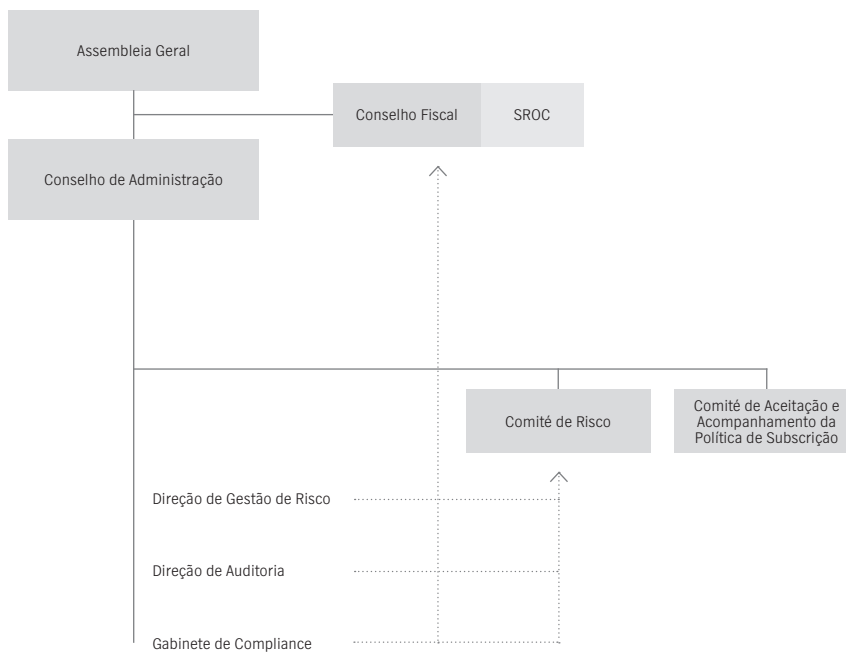 Assembleia Geral
Conselho Fiscal
SROC
Conselho de Administração
Comité de Risco
Comité de Aceitação e
Acompanhamento da
Política de Subscrição
Direção de Gestão de Risco
Direção de Auditoria
Gabinete de Compliance